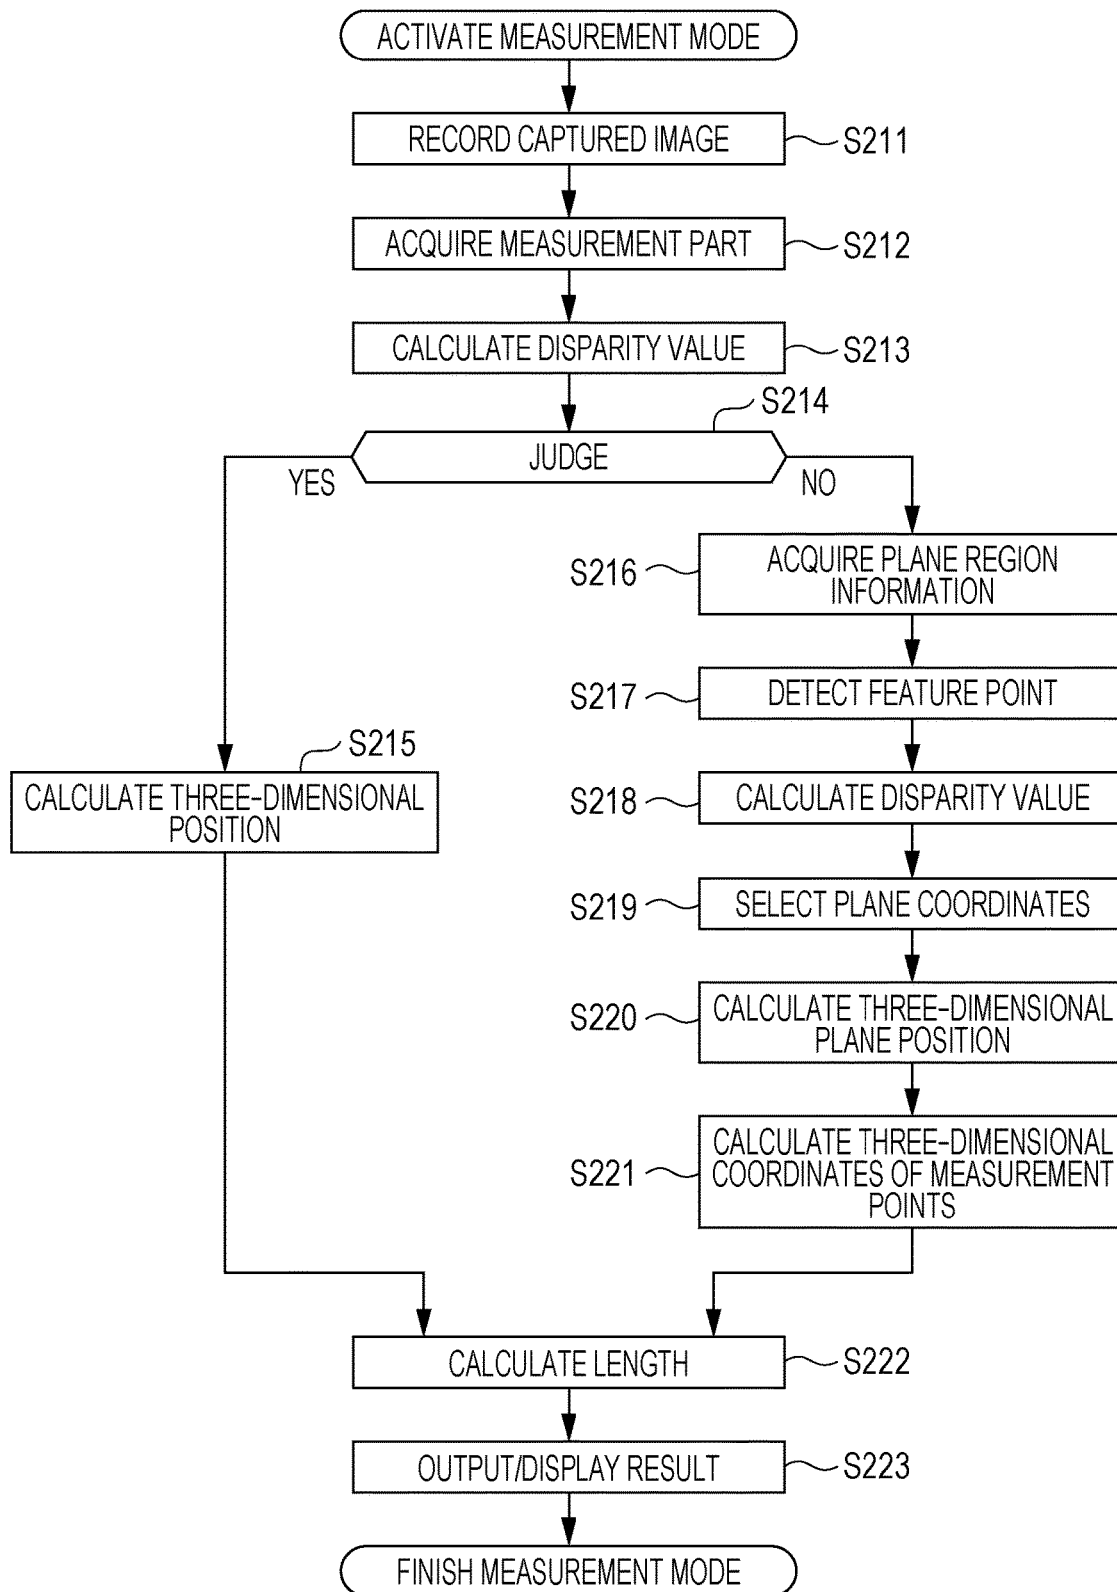 ACTIVATE MEASUREMENT MODE
RECORD CAPTURED IMAGE
S211
ACQUIRE MEASUREMENT PART
S212
CALCULATE DISPARITY VALUE
S213
S214
JUDGE
YES
NO
S216
ACQUIRE PLANE REGION
INFORMATION
S217
DETECT FEATURE POINT
S215
CALCULATE THREE-DIMENSIONAL
POSITION
S218
CALCULATE DISPARITY VALUE
S219
SELECT PLANE COORDINATES
S220
CALCULATE THREE-DIMENSIONAL
PLANE POSITION
S221
CALCULATE THREE-DIMENSIONAL
COORDINATES OF MEASUREMENT
POINTS
CALCULATE LENGTH
S222
OUTPUT/DISPLAY RESULT
S223
FINISH MEASUREMENT MODE